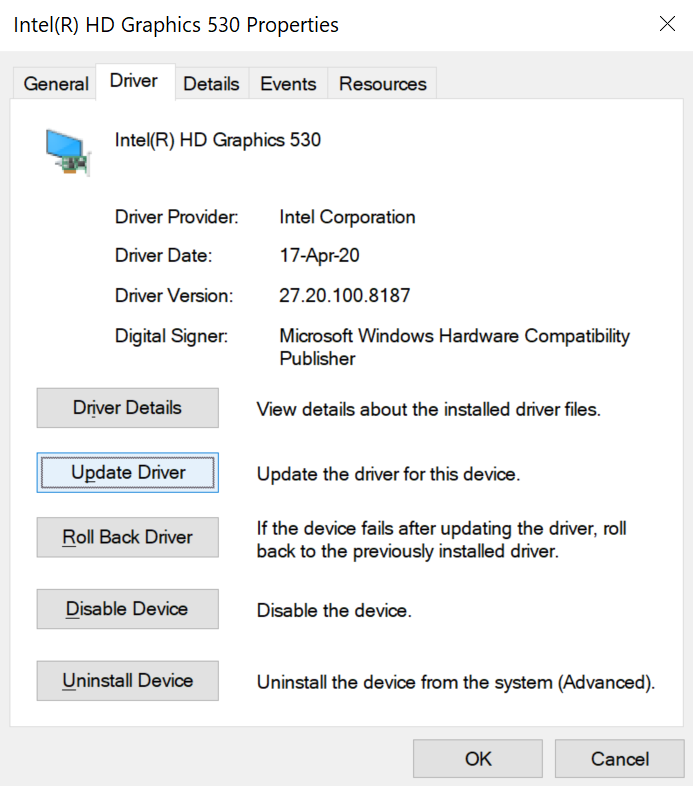 Intel(R) HD Graphics 530 Properties
General Driver Details Events Resources
Intel(R) HD Graphics 530
Driver Provider: Intel Corporation
Driver Date: 17-Apr-20
Driver Version: 27.20.100.8187
Digital Signer: Microsoft Windows Hardware Compatibility
Publisher
Driver Details View details about the installed driver files.
Update Driver Update the driver for this device.
Roll Back Driver If the device fails after updating the driver, roll
back to the previously installed driver.
Disable Device Disable the device.
Uninstall Device Uninstall the device from the system (Advanced).
OK Cancel